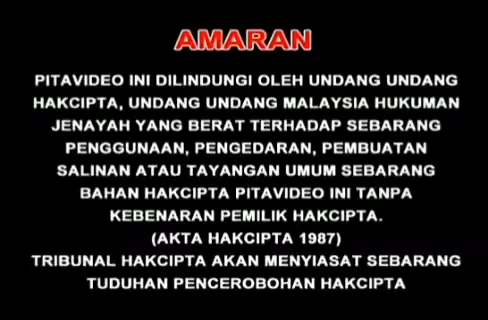 AMARAN
PITAVIDEO INI DILINDUNGI OLEH UNDANG UNDANG
HAKCIPTA, UNDANG UNDANG MALAYSIA HUKUMAN
JENAYAH YANG BERAT TERHADAP SEBARANG
PENGGUNAAN, PENGEDARAN, PEMBUATAN
SALINAN ATAU TAYANGAN UMUM SEBARANG
BAHAN HAKCIPTA PITAVIDEO INI TANPA
KEBENARAN PEMILIK HAKCIPTA.
(AKTA HAKCIPTA 1987)
TRIBUNAL HAKCIPTA AKAN MENYIASAT SEBARANG
TUDUHAN PENCEROBOHAN HAKCIPTA